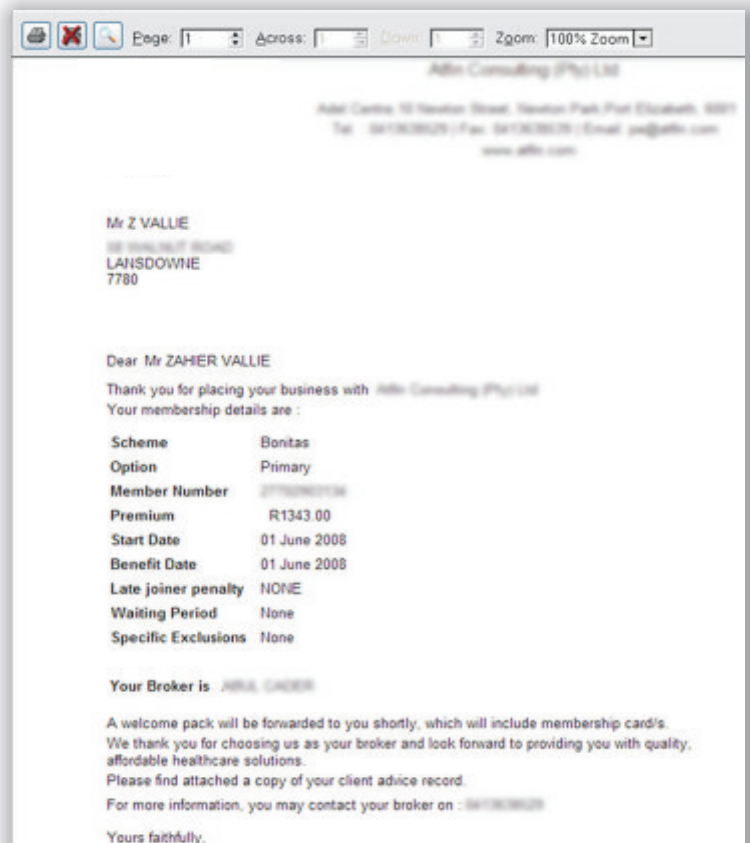 Page: 1 Across: 1 Down: 1 Zoom: 100% Zoom
Mr Z VALLIE
LANSDOWNE
7780
Dear Mr ZAHIER VALLIE
Thank you for placing your business with
Your membership details are :
Scheme Bonitas
Option Primary
Member Number
Premium R1343.00
Start Date 01 June 2008
Benefit Date 01 June 2008
Late joiner penalty NONE
Waiting Period None
Specific Exclusions None
Your Broker is
A welcome pack will be forwarded to you shortly, which will include membership card/s.
We thank you for choosing us as your broker and look forward to providing you with quality,
affordable healthcare solutions.
Please find attached a copy of your client advice record.
For more information, you may contact your broker on :
Yours faithfully,